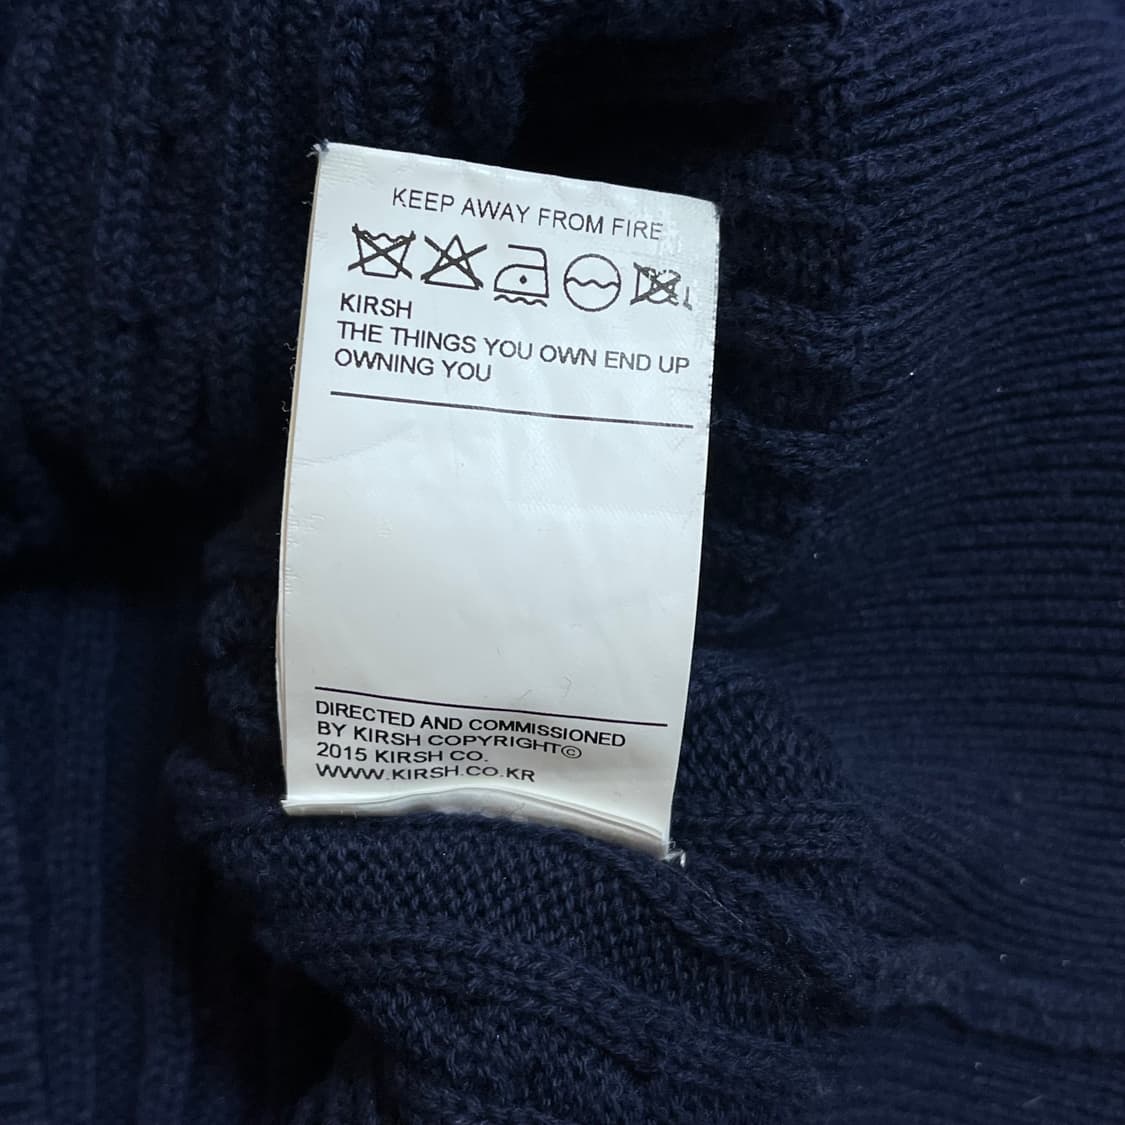 KEEP AWAY FROM FIRE
KIRSH
THE THINGS YOU OWN END UP
OWNING YOU
DIRECTED AND COMMISSIONED
BY KIRSH COPYRIGHT©
2015 KIRSH CO.
WWW.KIRSH.CO.KR